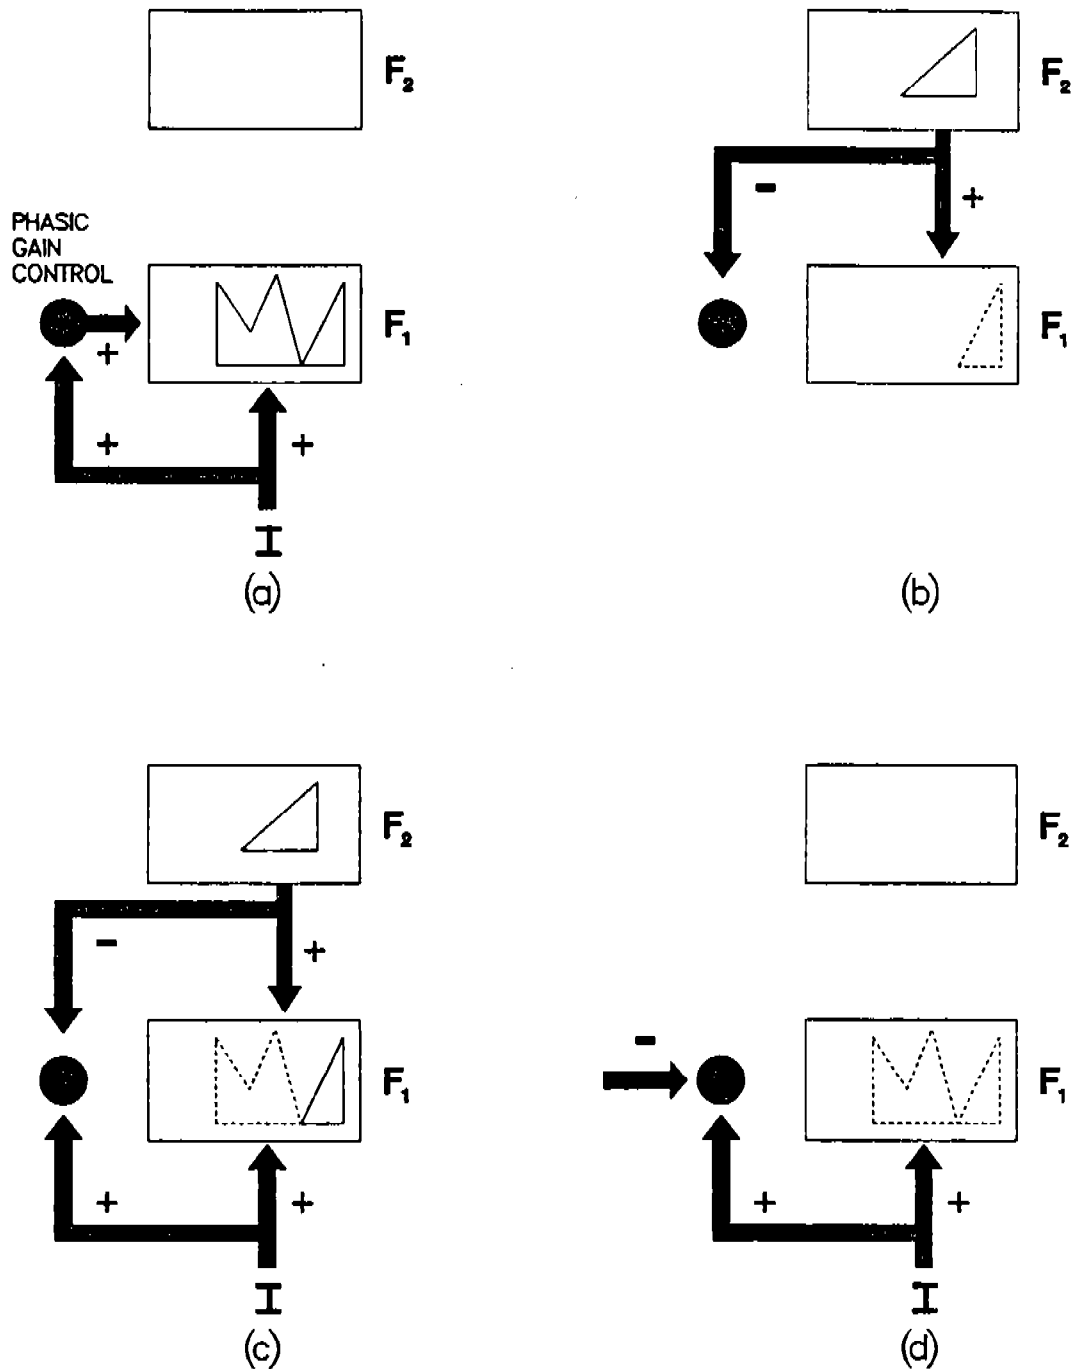 F₂
PHASIC
GAIN
CONTROL
F₁
+
+
+
I
(a)
F₂
-
+
F₁
(b)
F₂
-
+
F₁
+
+
I
(c)
F₂
-
F₁
+
+
I
(d)